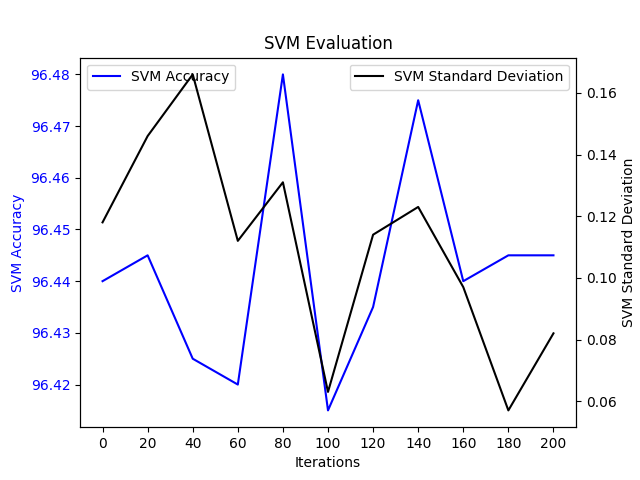 SVM Evaluation
SVM Accuracy
SVM Standard Deviation
96.48
96.47
96.46
96.45
96.44
96.43
96.42
SVM Accuracy
0.16
0.14
0.12
0.10
0.08
0.06
SVM Standard Deviation
0 20 40 60 80 100 120 140 160 180 200
Iterations